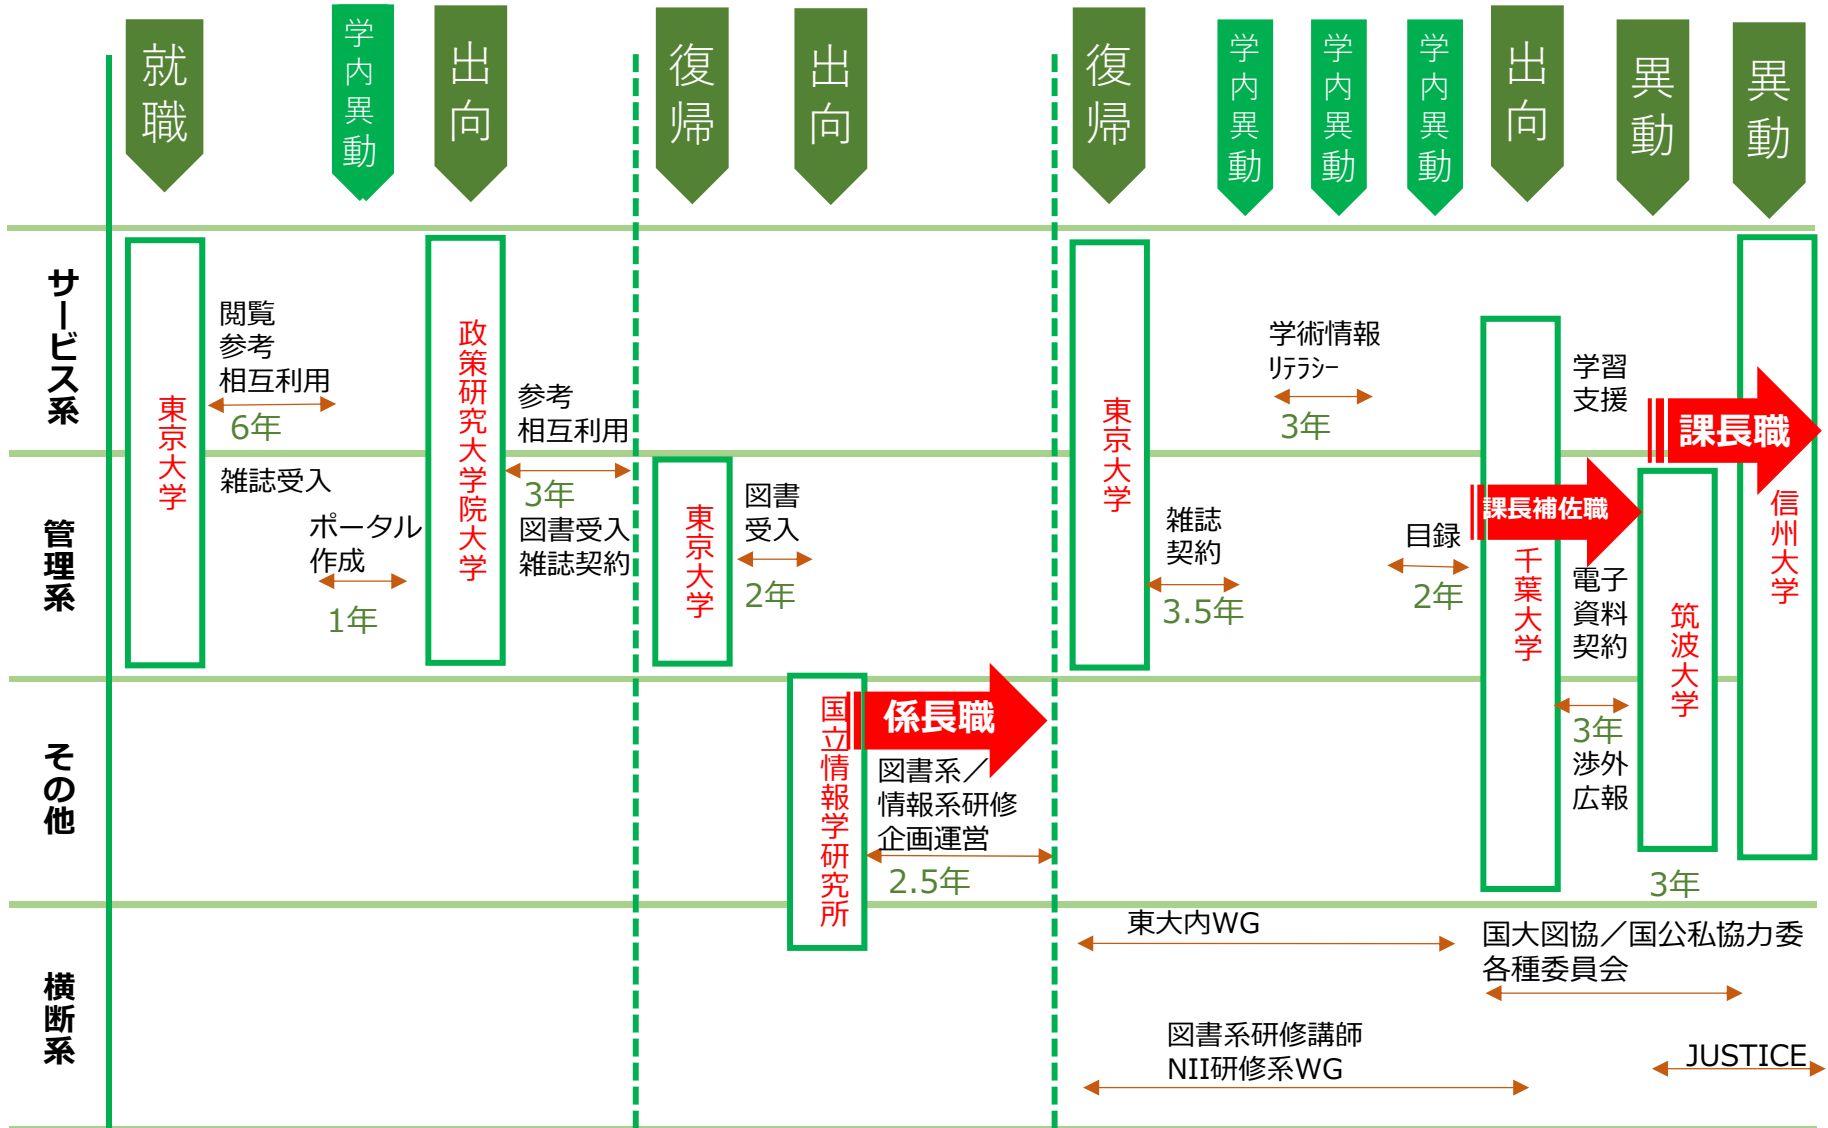 就職
学内異動
出向
復帰
出向
復帰
学内異動
学内異動
学内異動
出向
異動
異動
サービス系
東京大学
閲覧
参考
相互利用
6年
雑誌受入
ポータル
作成
1年
政策研究大学院大学
参考
相互利用
3年
図書受入
雑誌契約
東京大学
図書
受入
2年
国立情報学研究所
係長職
図書系／
情報系研修
企画運営
2.5年
東京大学
雑誌
契約
3.5年
学術情報
ﾘﾃﾗｼｰ
3年
目録
2年
千葉大学
課長補佐職
学習
支援
電子
資料
契約
3年
渉外
広報
筑波大学
3年
課長職
信州大学
管理系
その他
横断系
東大内WG
国大図協／国公私協力委
各種委員会
図書系研修講師
NII研修系WG
JUSTICE